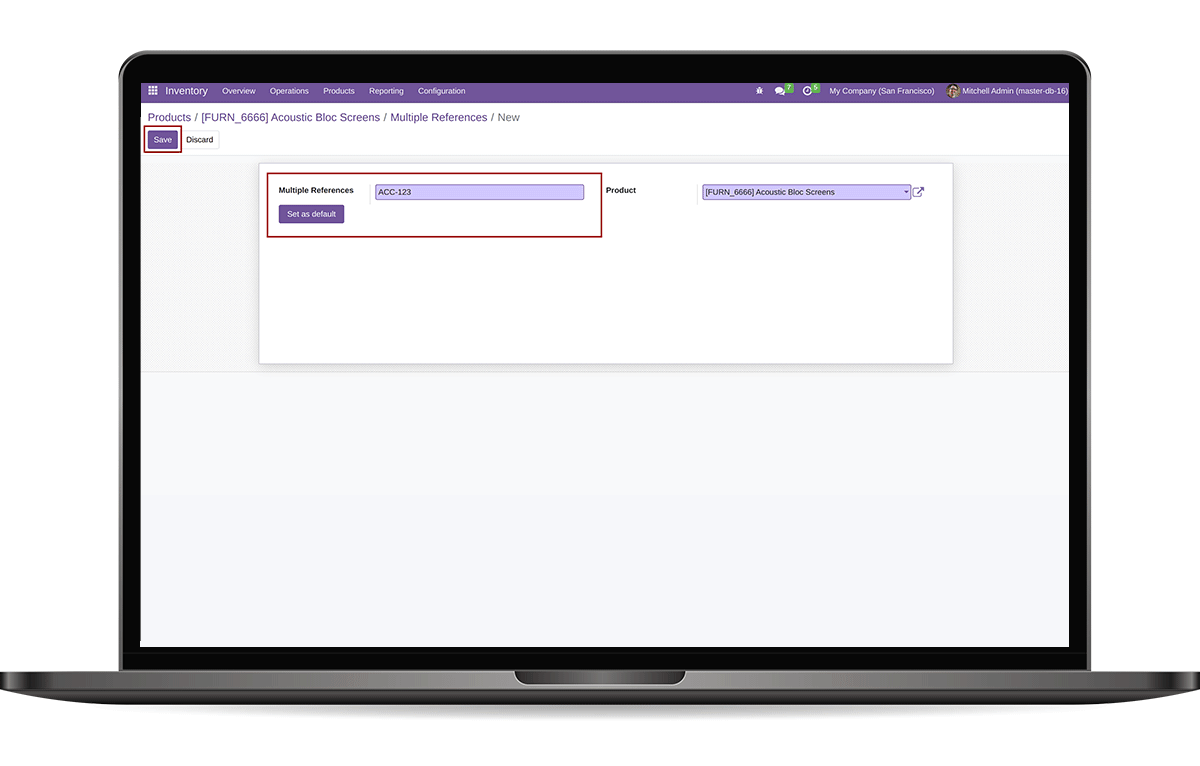 Inventory Overview Operations Products Reporting Configuration 7 5 My Company (San Francisco) Mitchell Admin (master-db-16)
Products / [FURN_6666] Acoustic Bloc Screens / Multiple References / New
Save Discard
Multiple References ACC-123 Product [FURN_6666] Acoustic Bloc Screens
Set as default